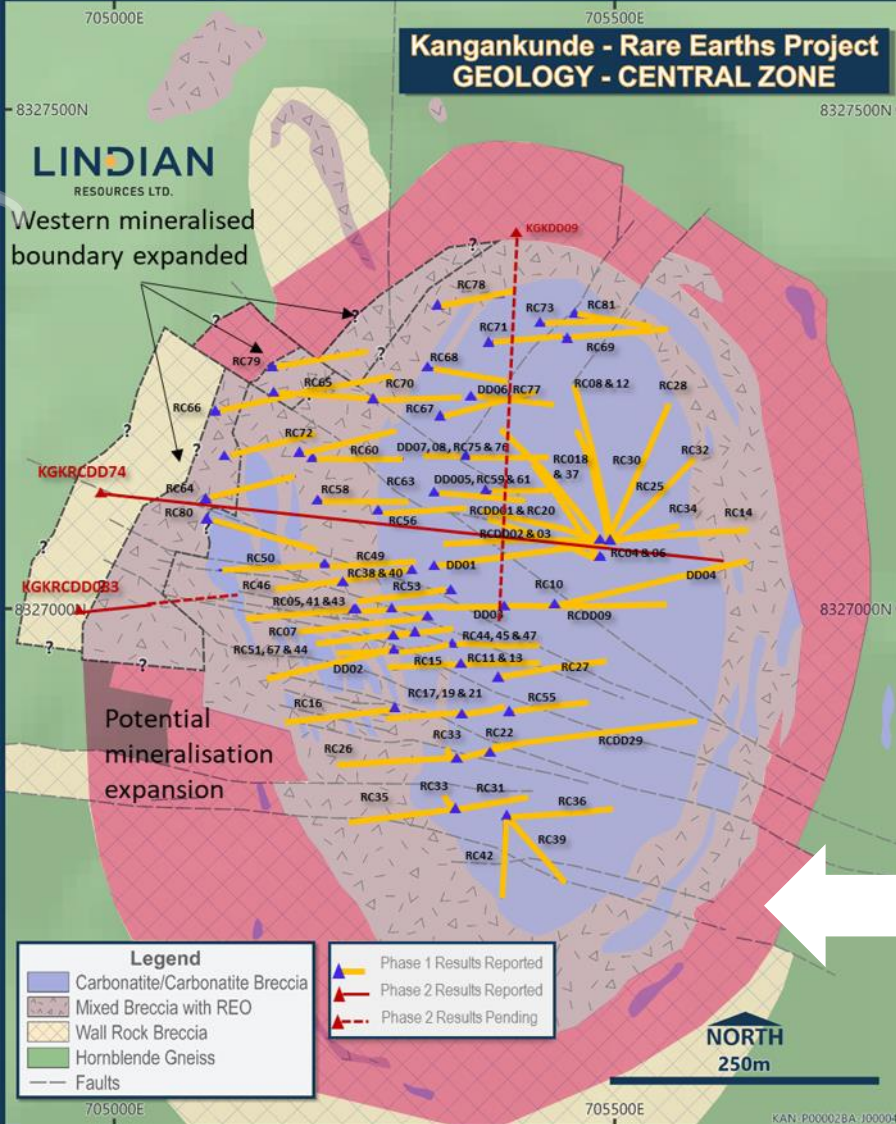 705000E
705500E
Kangankunde - Rare Earths Project
GEOLOGY - CENTRAL ZONE
8327500N
8327500N
LINDIAN
RESOURCES LTD.
Western mineralised
boundary expanded
KGKDD09
?
RC78
RC73
RC81
?
?
RC71
RC69
?
RC79
RC68
RC65
RC70
DD06
RC77
RC08 & 12
RC28
RC66
RC67
?
RC72
DD07, 08, RC75 & 76
?
RC60
RC018
& 37
RC30
RC32
KGKRCDD74
RC63
DD005, RC59 & 61
RC64
RC58
RC25
RC80
RC56
RCDD01 & RC20
RC34
RC14
?
RCDD02 & 03
?
RC04 & 06
RC50
RC49
DD01
DD04
KGKRCDD083
?
RC46
RC38 & 40
RC53
RC10
8327000N
RC05, 41 & 43
DD03
RCDD09
8327000N
RC07
RC44, 45 & 47
?
RC51, 67 & 44
?
DD02
RC15
RC11 & 13
RC27
RC16
RC17, 19 & 21
RC55
Potential
mineralisation
expansion
RC33
RC22
RCDD29
RC26
RC33
RC31
RC35
RC36
RC39
RC42
Legend
Carbonatite/Carbonatite Breccia
Mixed Breccia with REO
Wall Rock Breccia
Hornblende Gneiss
Faults
Phase 1 Results Reported
Phase 2 Results Reported
Phase 2 Results Pending
NORTH
250m
705000E
705500E